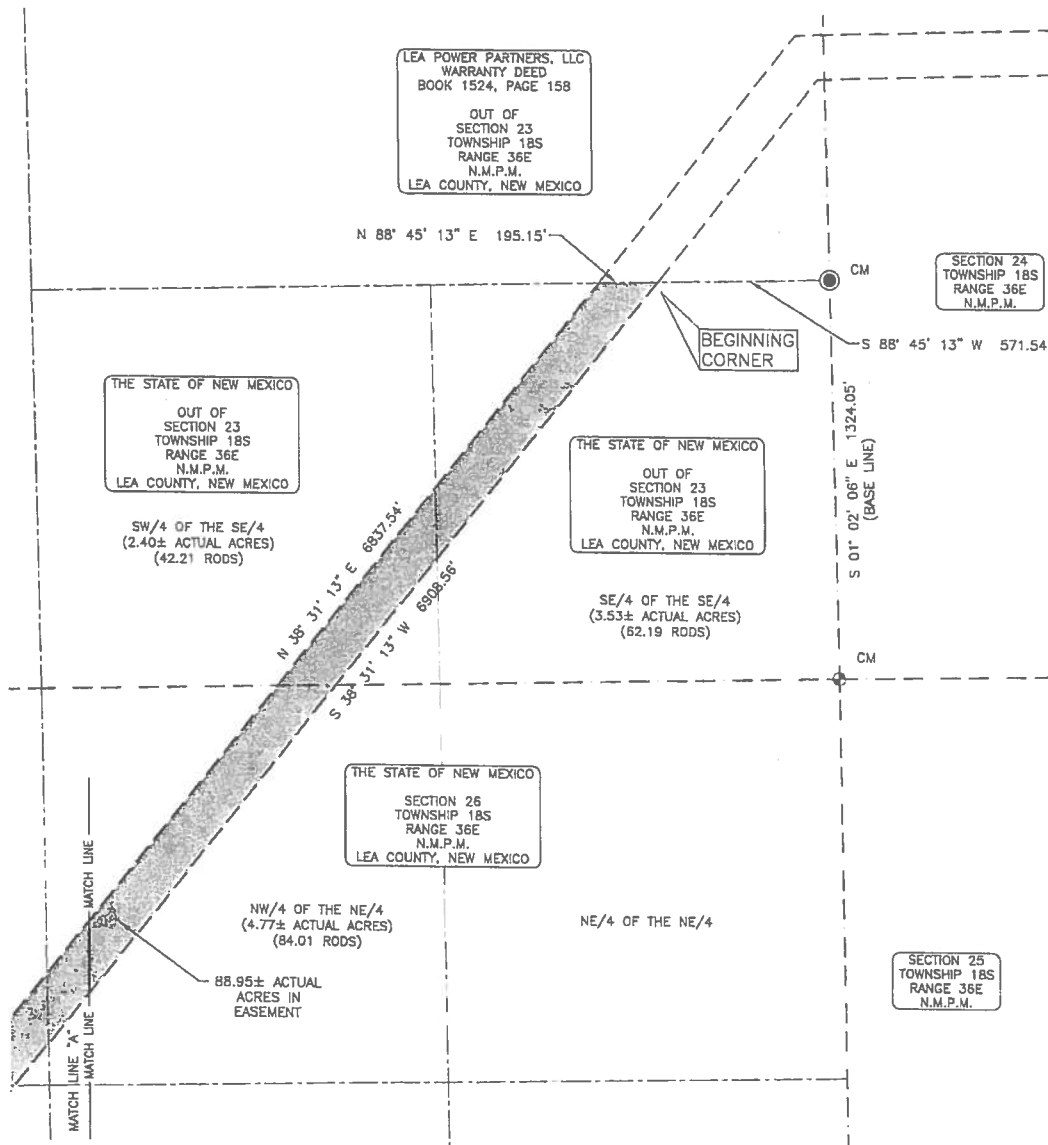 LEA POWER PARTNERS, LLC
WARRANTY DEED
BOOK 1524, PAGE 158
OUT OF
SECTION 23
TOWNSHIP 18S
RANGE 36E
N.M.P.M.
LEA COUNTY, NEW MEXICO
N 88° 45' 13" E 195.15'
CM
SECTION 24
TOWNSHIP 18S
RANGE 36E
N.M.P.M.
BEGINNING
CORNER
S 88° 45' 13" W 571.54
THE STATE OF NEW MEXICO
OUT OF
SECTION 23
TOWNSHIP 18S
RANGE 36E
N.M.P.M.
LEA COUNTY, NEW MEXICO
SW/4 OF THE SE/4
(2.40± ACTUAL ACRES)
(42.21 RODS)
THE STATE OF NEW MEXICO
OUT OF
SECTION 23
TOWNSHIP 18S
RANGE 36E
N.M.P.M.
LEA COUNTY, NEW MEXICO
SE/4 OF THE SE/4
(3.53± ACTUAL ACRES)
(62.19 RODS)
S 01° 02' 06" E 1324.05'
(BASE LINE)
N 38° 31' 13" E 6837.54'
S 38° 31' 13" W 6908.56'
CM
THE STATE OF NEW MEXICO
SECTION 26
TOWNSHIP 18S
RANGE 36E
N.M.P.M.
LEA COUNTY, NEW MEXICO
NW/4 OF THE NE/4
(4.77± ACTUAL ACRES)
(84.01 RODS)
NE/4 OF THE NE/4
88.95± ACTUAL
ACRES IN
EASEMENT
SECTION 25
TOWNSHIP 18S
RANGE 36E
N.M.P.M.
MATCH LINE
MATCH LINE "A"
MATCH LINE